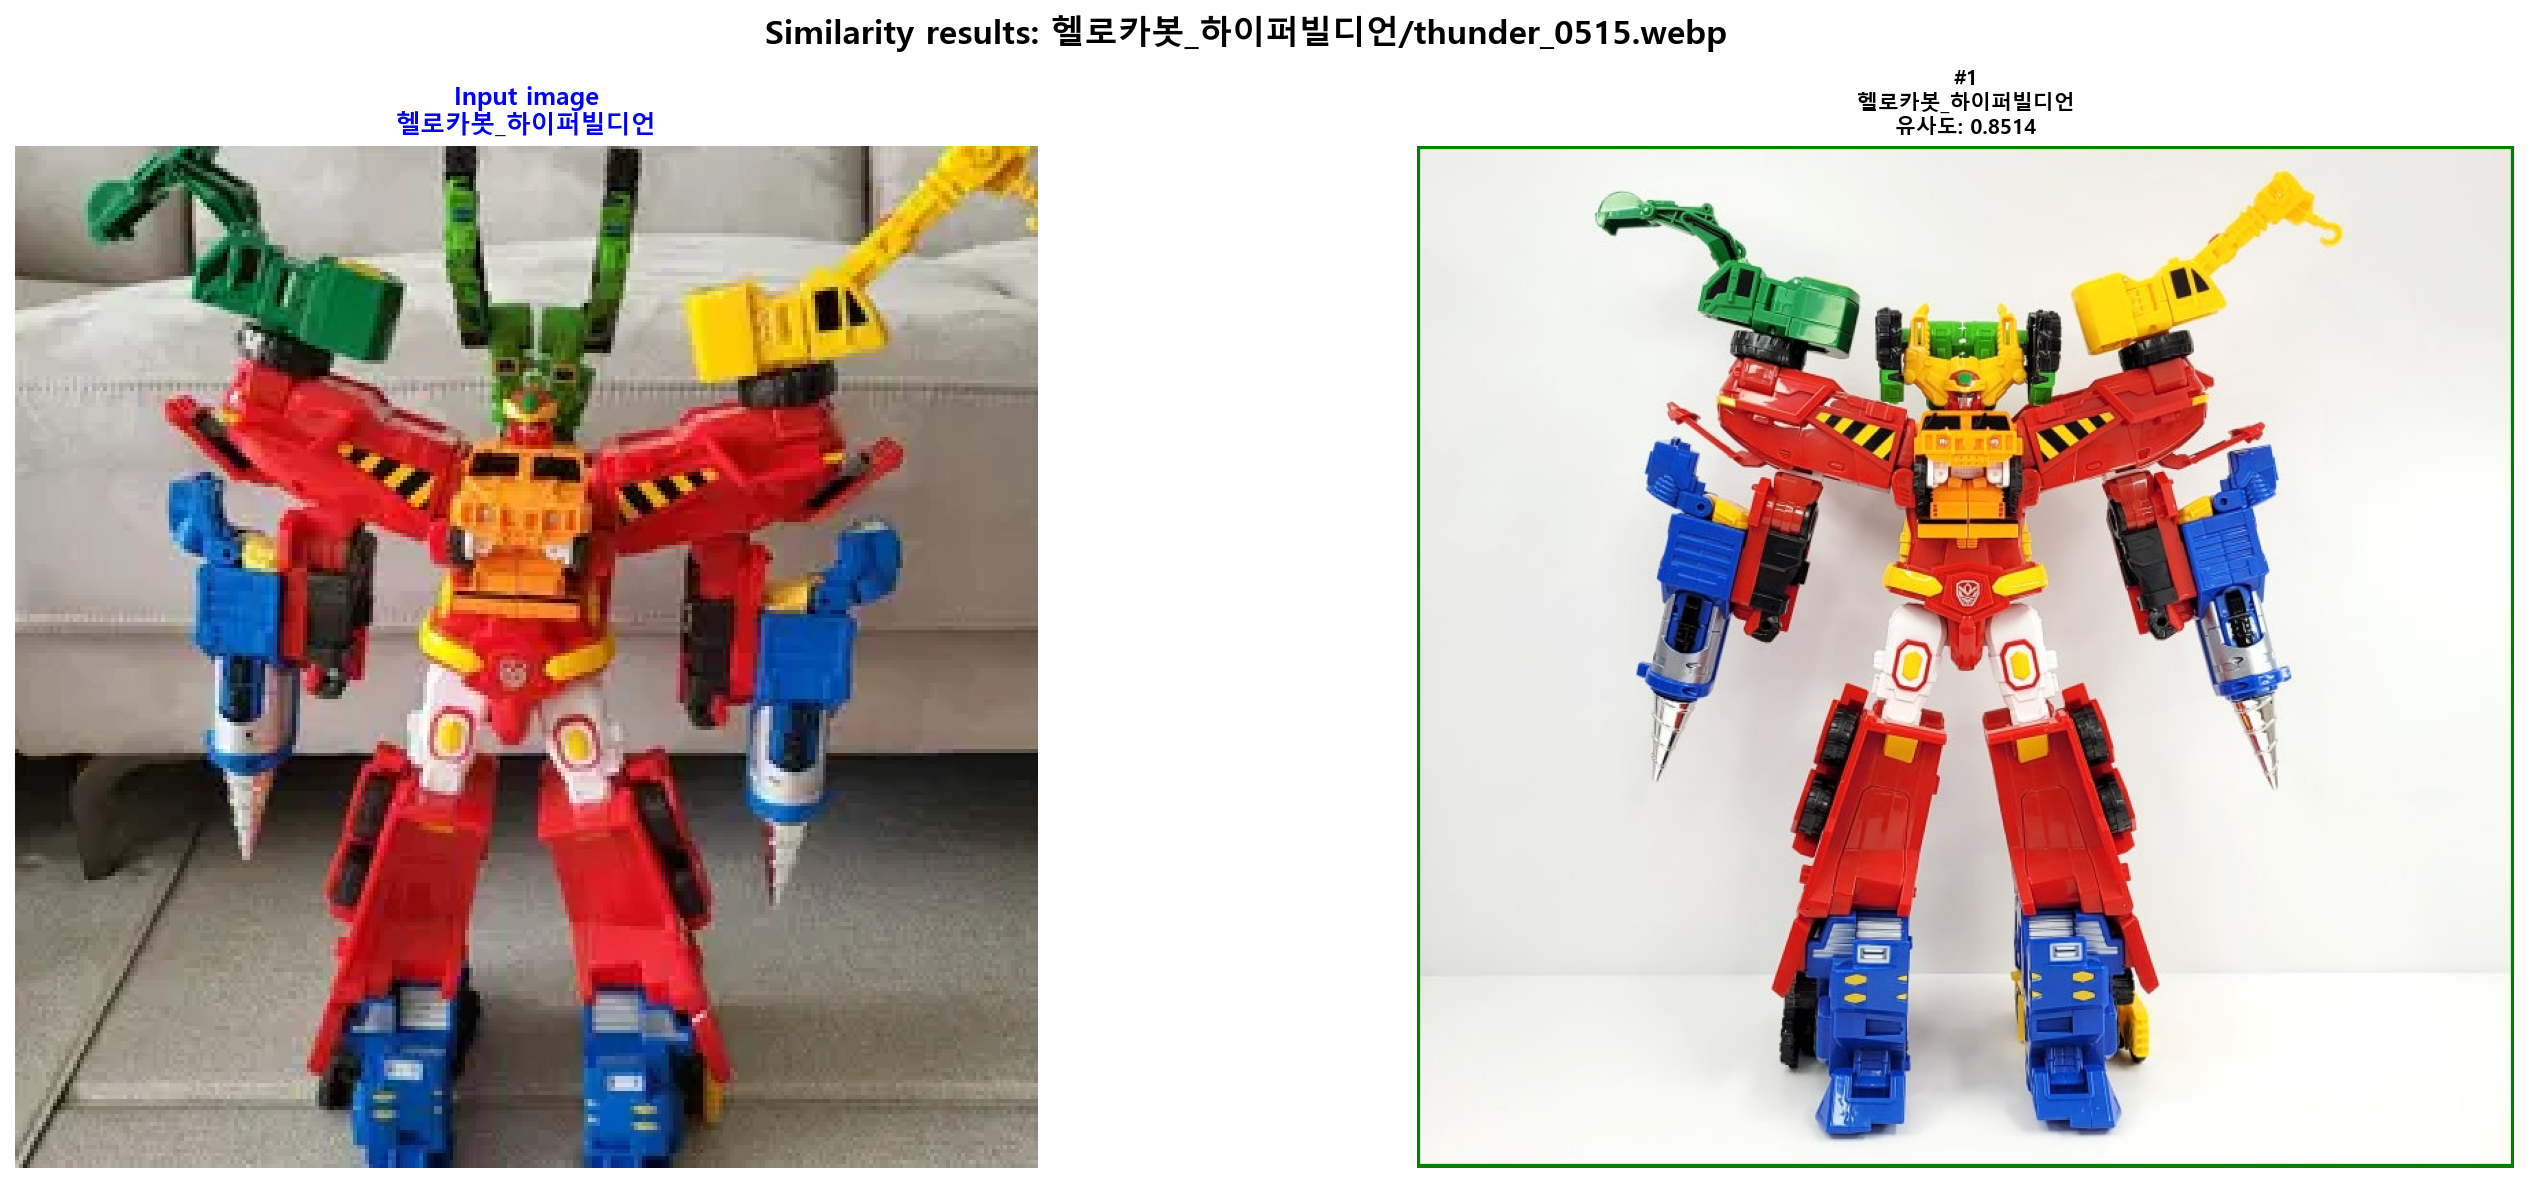 Similarity results: 헬로카봇_하이퍼빌디언/thunder_0515.webp
Input image
헬로카봇_하이퍼빌디언
#1
헬로카봇_하이퍼빌디언
유사도: 0.8514